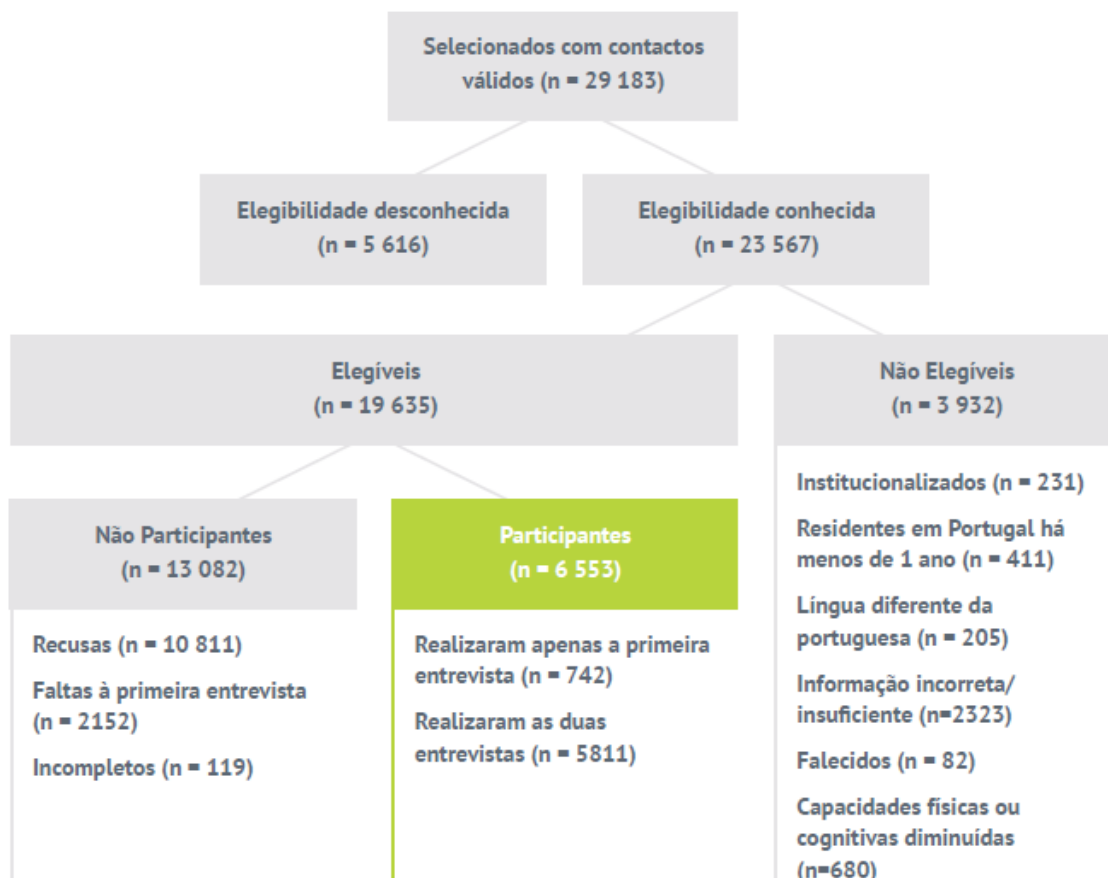 Selecionados com contactos
válidos (n = 29 183)
Elegibilidade desconhecida
(n = 5 616)
Elegibilidade conhecida
(n = 23 567)
Elegíveis
(n = 19 635)
Não Elegíveis
(n = 3 932)
Não Participantes
(n = 13 082)
Recusas (n = 10 811)
Faltas à primeira entrevista
(n = 2152)
Incompletos (n = 119)
Participantes
(n = 6 553)
Realizaram apenas a primeira
entrevista (n = 742)
Realizaram as duas
entrevistas (n = 5811)
Institucionalizados (n = 231)
Residentes em Portugal há
menos de 1 ano (n = 411)
Língua diferente da
portuguesa (n = 205)
Informação incorreta/
insuficiente (n=2323)
Falecidos (n = 82)
Capacidades físicas ou
cognitivas diminuídas
(n=680)